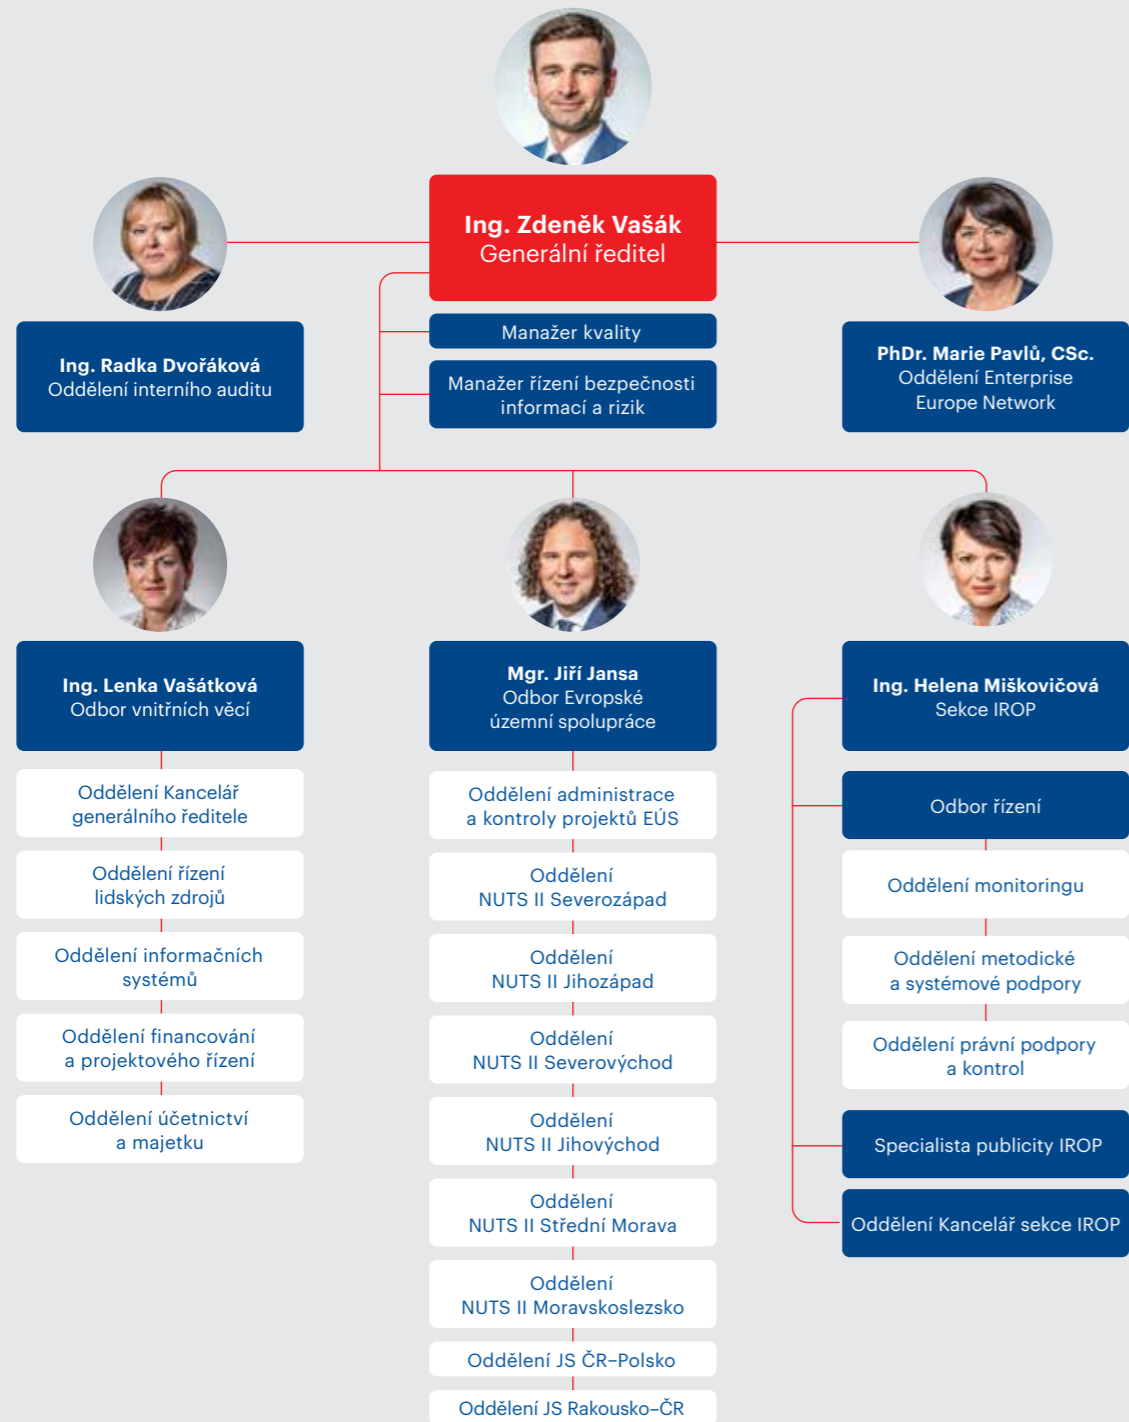 Ing. Zdeněk Vašák
Generální ředitel
Ing. Radka Dvořáková
Oddělení interního auditu
Manažer kvality
Manažer řízení bezpečnosti
informací a rizik
PhDr. Marie Pavlů, CSc.
Oddělení Enterprise
Europe Network
Ing. Lenka Vašátková
Odbor vnitřních věcí
Oddělení Kancelář
generálního ředitele
Oddělení řízení
lidských zdrojů
Oddělení informačních
systémů
Oddělení financování
a projektového řízení
Oddělení účetnictví
a majetku
Mgr. Jiří Jansa
Odbor Evropské
územní spolupráce
Oddělení administrace
a kontroly projektů EÚS
Oddělení
NUTS II Severozápad
Oddělení
NUTS II Jihozápad
Oddělení
NUTS II Severovýchod
Oddělení
NUTS II Jihovýchod
Oddělení
NUTS II Střední Morava
Oddělení
NUTS II Moravskoslezsko
Oddělení JS ČR–Polsko
Oddělení JS Rakousko–ČR
Ing. Helena Miškovičová
Sekce IROP
Odbor řízení
Oddělení monitoringu
Oddělení metodické
a systémové podpory
Oddělení právní podpory
a kontrol
Specialista publicity IROP
Oddělení Kancelář sekce IROP